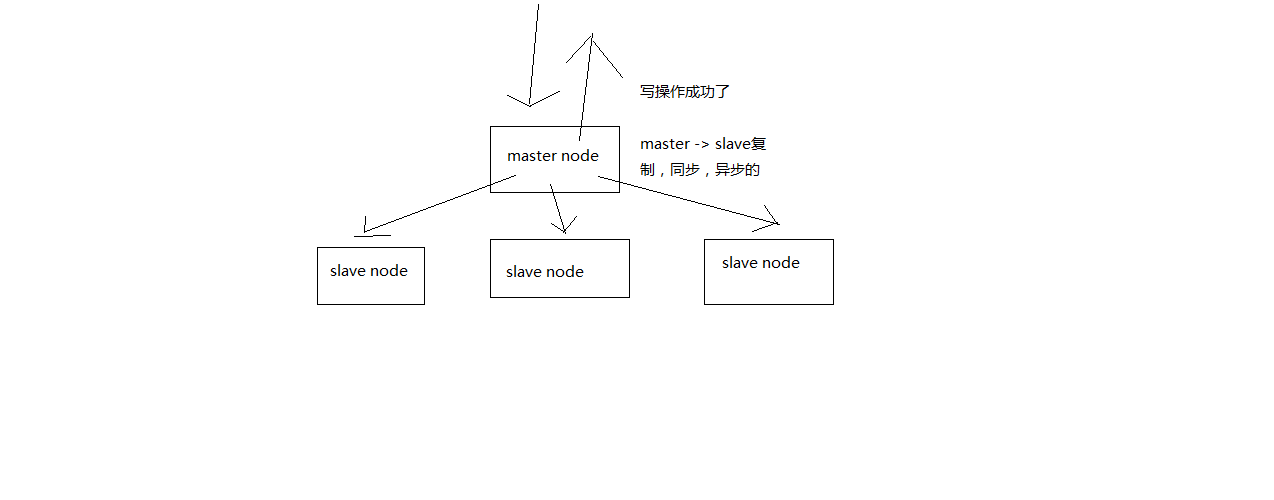 写操作成功了
master node
master -> slave复
制，同步，异步的
slave node
slave node
slave node